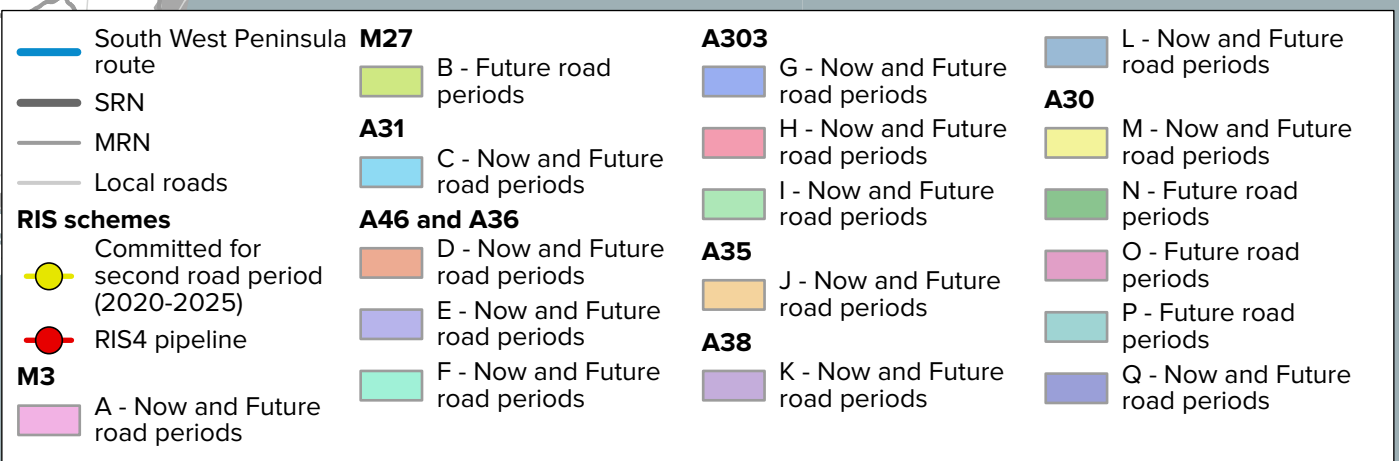 South West Peninsula
route
SRN
MRN
Local roads
RIS schemes
Committed for
second road period
(2020-2025)
RIS4 pipeline
M3
A - Now and Future
road periods
M27
B - Future road
periods
A31
C - Now and Future
road periods
A46 and A36
D - Now and Future
road periods
E - Now and Future
road periods
F - Now and Future
road periods
A303
G - Now and Future
road periods
H - Now and Future
road periods
I - Now and Future
road periods
A35
J - Now and Future
road periods
A38
K - Now and Future
road periods
L - Now and Future
road periods
A30
M - Now and Future
road periods
N - Future road
periods
O - Future road
periods
P - Future road
periods
Q - Now and Future
road periods